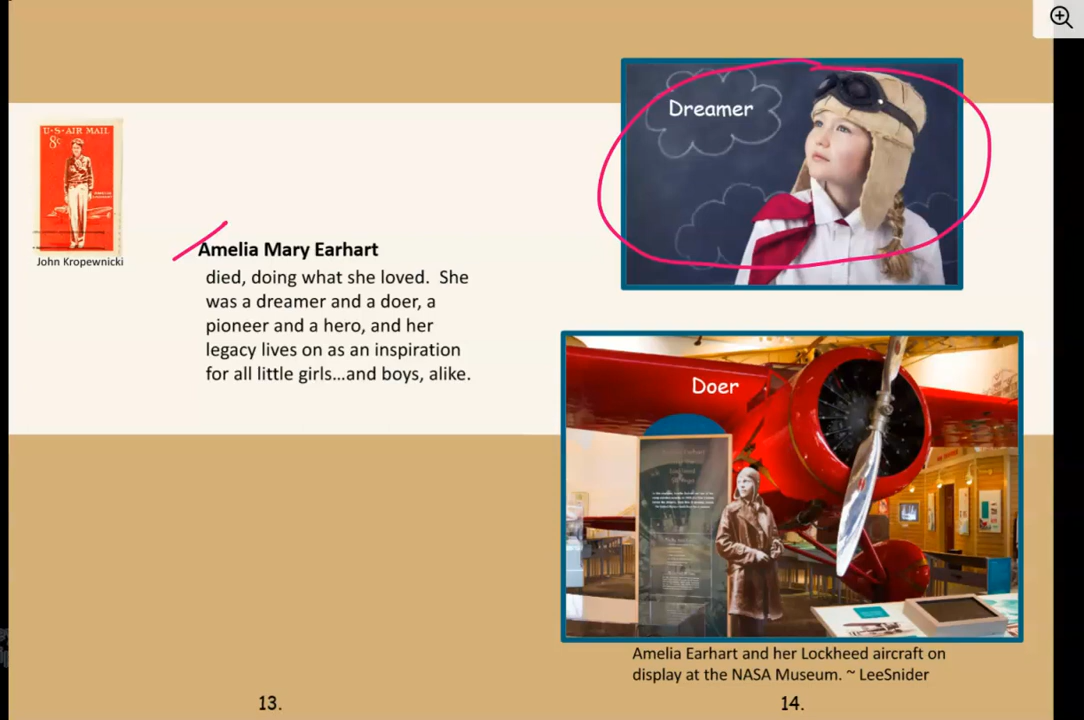 U·S·AIR MAIL
8¢
John Kropewnicki
Amelia Mary Earhart
died, doing what she loved. She
was a dreamer and a doer, a
pioneer and a hero, and her
legacy lives on as an inspiration
for all little girls...and boys, alike.
13.
Dreamer
Doer
Amelia Earhart and her Lockheed aircraft on
display at the NASA Museum. ~ LeeSnider
14.